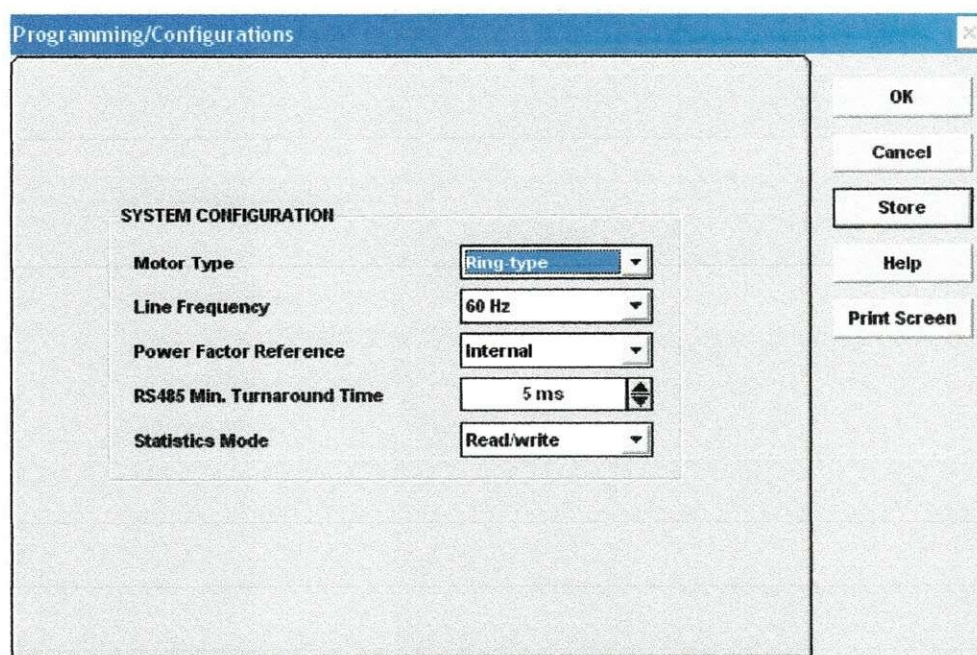 Programming/Configurations
SYSTEM CONFIGURATION
Motor Type Ring-type
Line Frequency 60 Hz
Power Factor Reference Internal
RS485 Min. Turnaround Time 5 ms
Statistics Mode Read/write
OK
Cancel
Store
Help
Print Screen